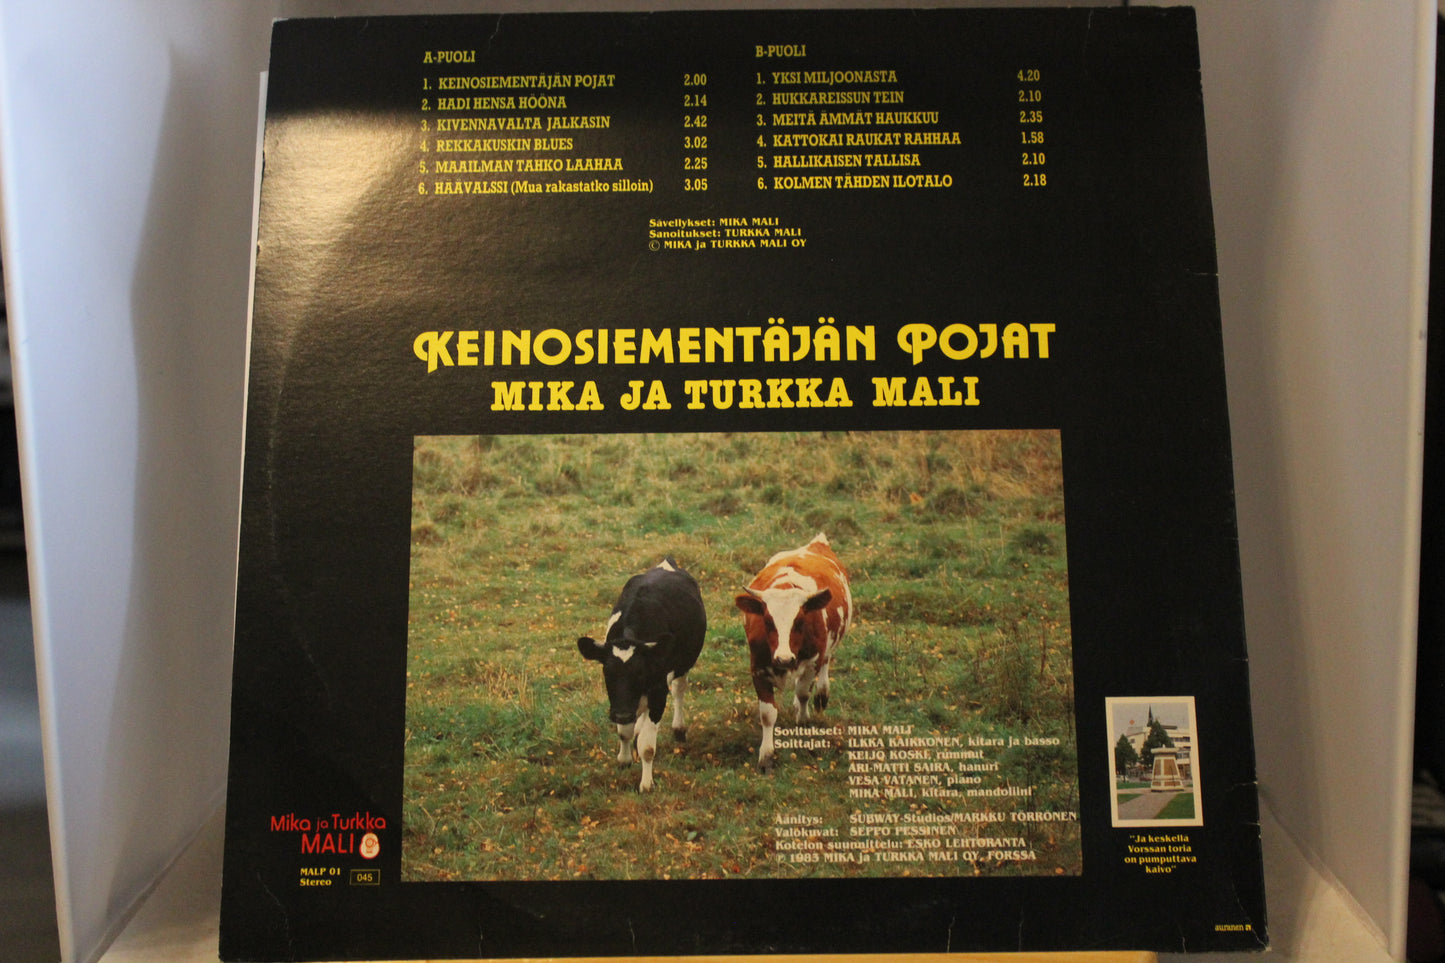 A-PUOLI
1. KEINOSIEMENTÄJÄN POJAT 2.00
2. HADI HENSA HÖÖNA 2.14
3. KIVENNAVALTA JALKASIN 2.42
4. REKKAKUSKIN BLUES 3.02
5. MAAILMAN TAHKO LAAHAA 2.25
6. HÄÄVALSSI (Mua rakastatko silloin) 3.05
B-PUOLI
1. YKSI MILJOONASTA 4.20
2. HUKKAREISSUN TEIN 2.10
3. MEITÄ ÄMMÄT HAUKKUU 2.35
4. KATTOKAI RAUKAT RAHHAA 1.58
5. HALLIKAISEN TALLISA 2.10
6. KOLMEN TÄHDEN ILOTALO 2.18
Sävellykset: MIKA MALI
Sanoitukset: TURKKA MALI
© MIKA ja TURKKA MALI OY
KEINOSIEMENTÄJÄN POJAT
MIKA JA TURKKA MALI
Sovitukset: MIKA MALI
Soittajat: ILKKA KAIKKONEN, kitara ja basso
KEIJO KOSKI, rummut
ARI-MATTI SAIRA, hanuri
VESA VATANEN, piano
MIKA MALI, kitara, mandoliini
Äänitys: SUBWAY-Studios/MARKKU TÖRRÖNEN
Valokuvat: SEPPO PESSINEN
Kotelon suunnittelu: ESKO LEHTORANTA
℗ 1983 MIKA ja TURKKA MALI OY, FORSSA
Mika ja Turkka
MALI
MALP 01
Stereo 045
"Ja keskella
Vorssan toria
on pumputtava
kaivo"
auninen